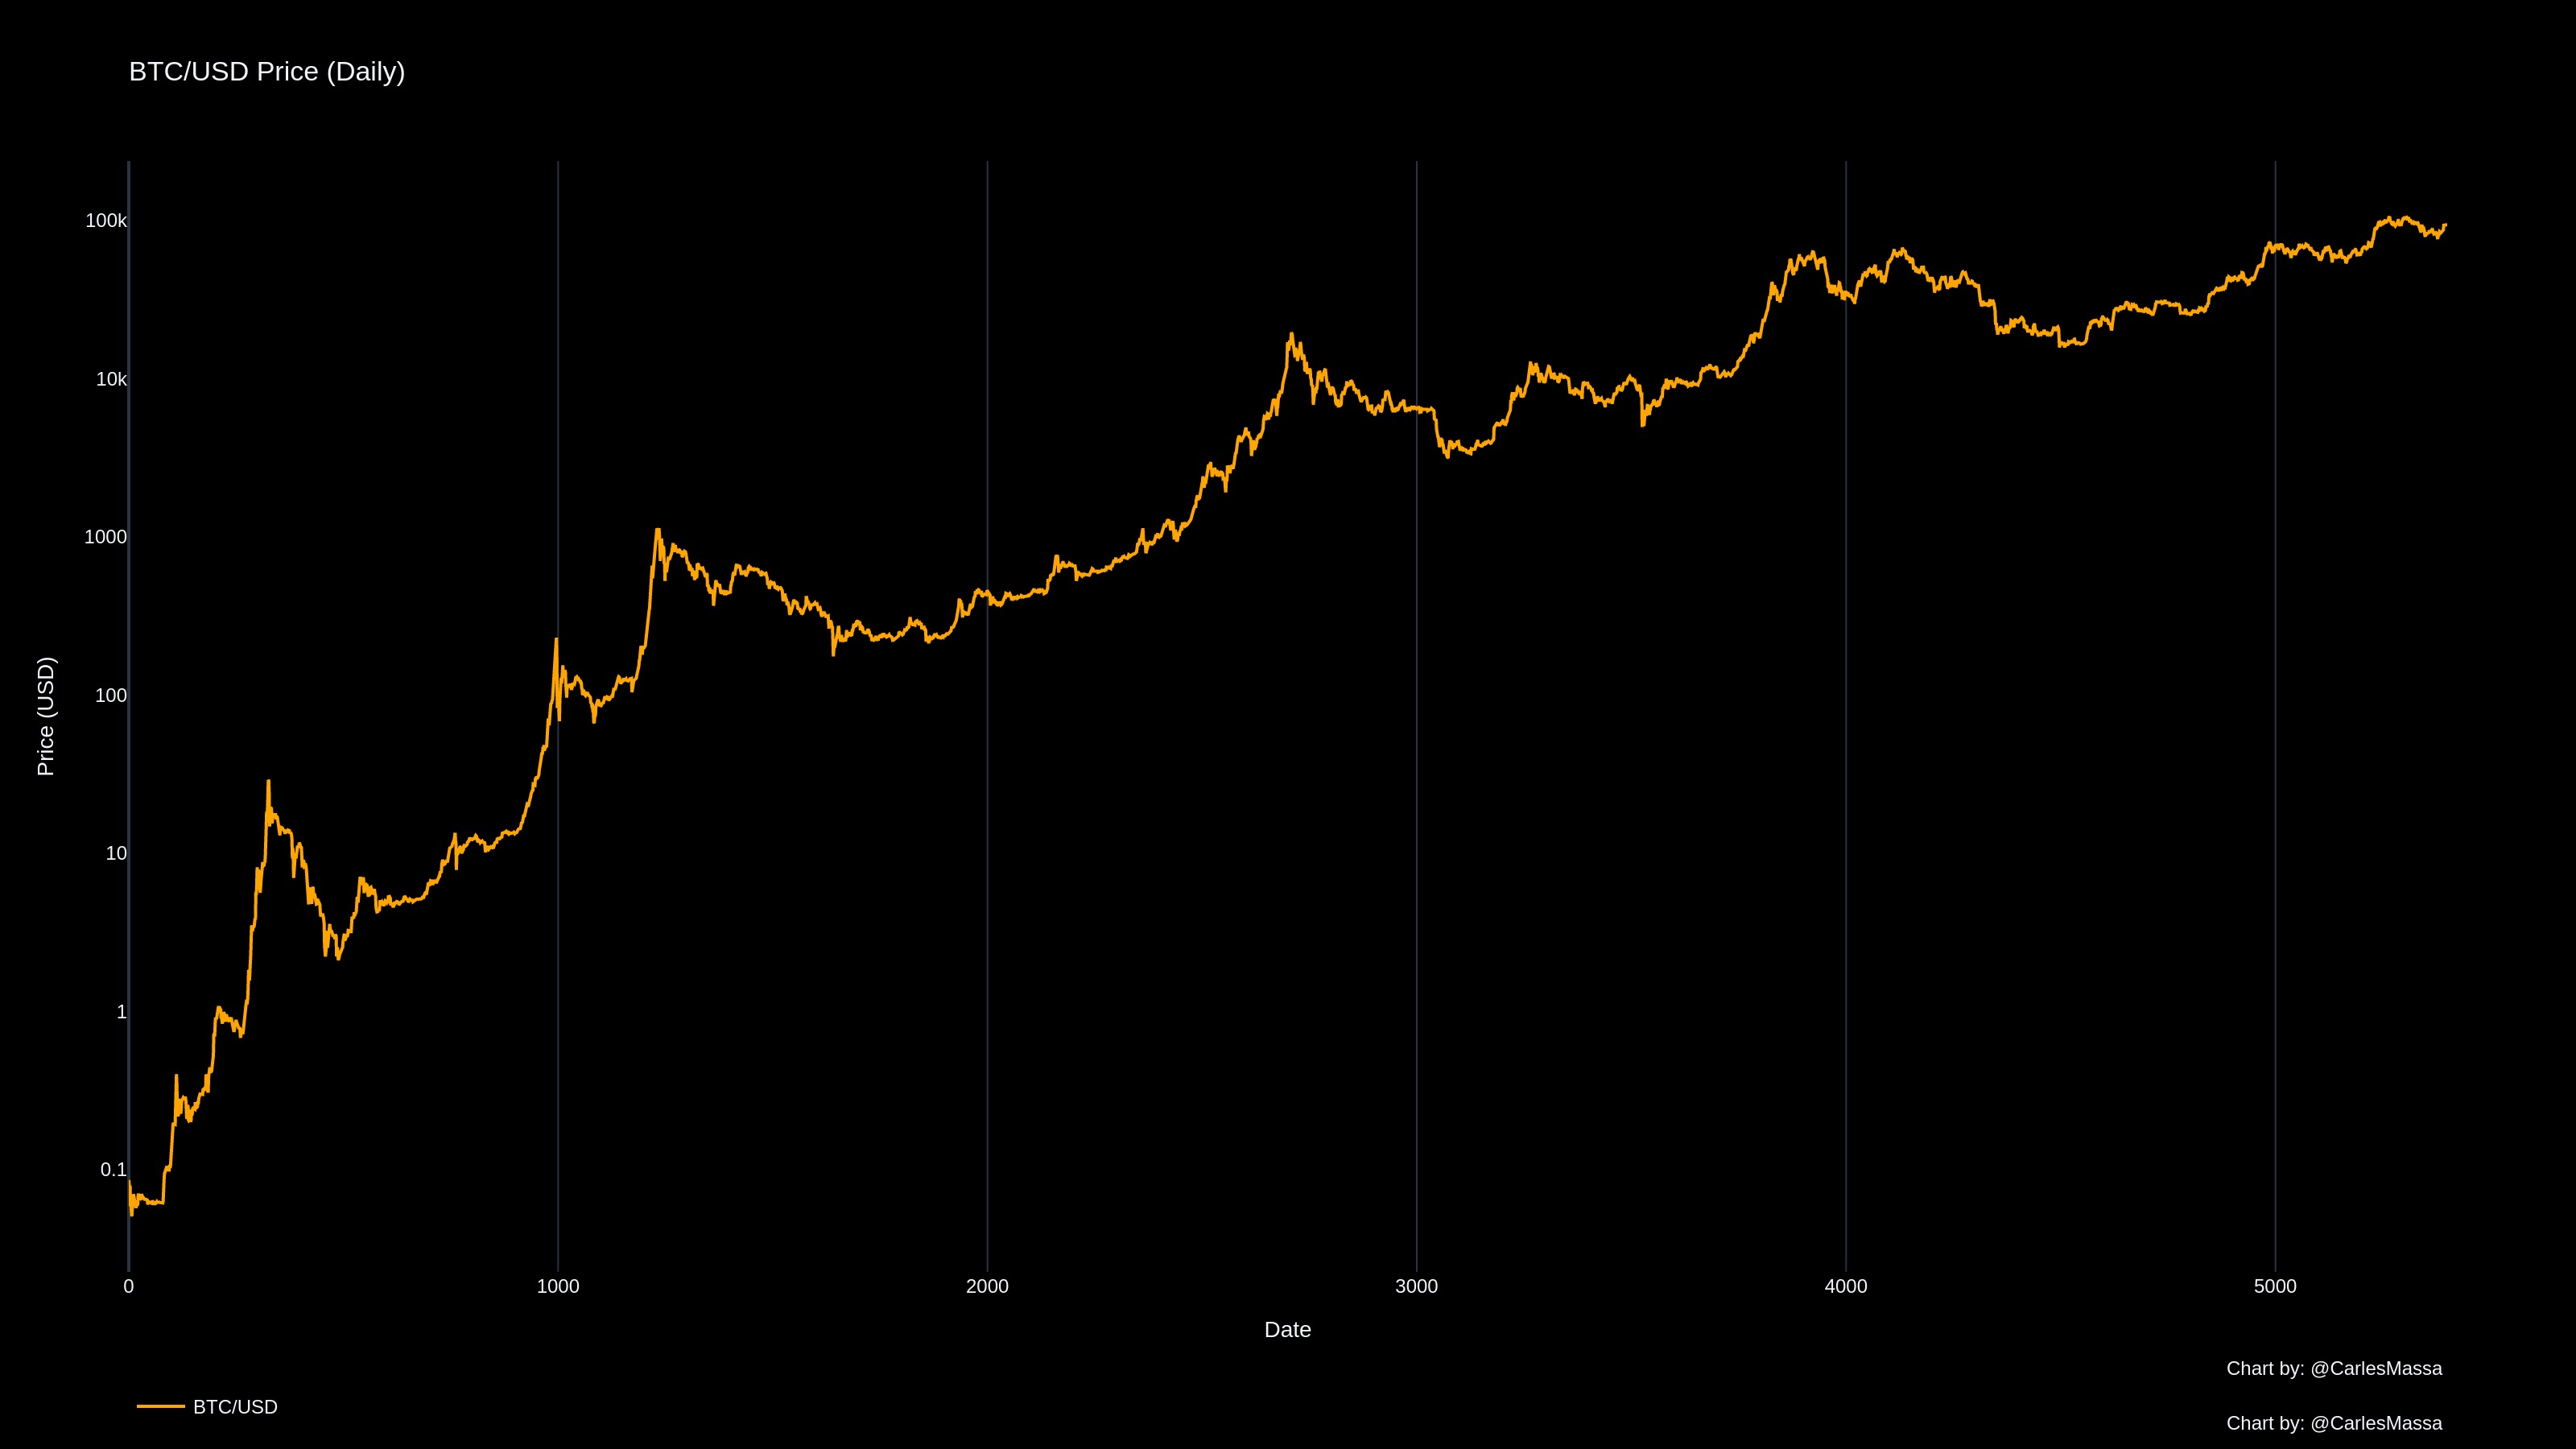 BTC/USD Price (Daily)
100k
10k
1000
100
10
1
0.1
Price (USD)
0
1000
2000
3000
4000
5000
Date
BTC/USD
Chart by: @CarlesMassa
Chart by: @CarlesMassa